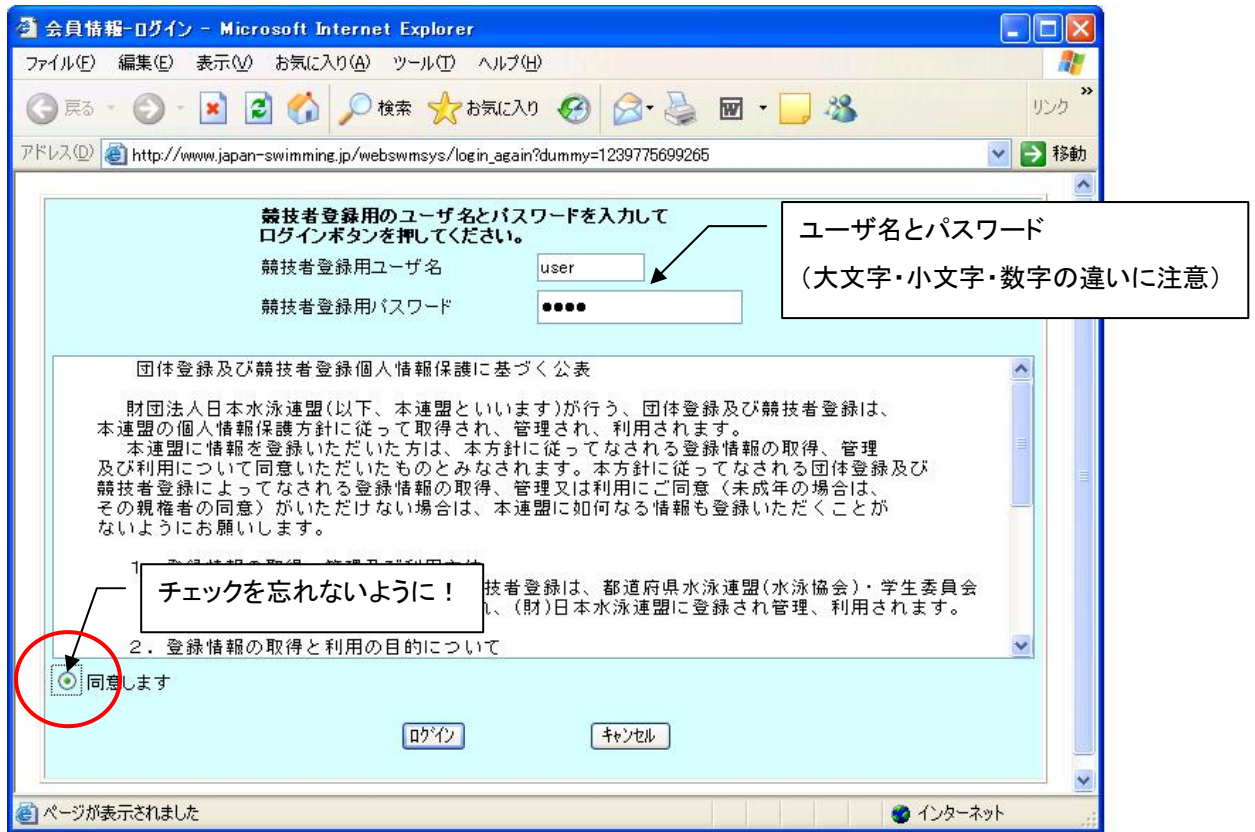 会員情報-ログイン - Microsoft Internet Explorer
ファイル(F) 編集(E) 表示(V) お気に入り(A) ツール(T) ヘルプ(H)
戻る 検索 お気に入り リンク »
アドレス(D) http://www.japan-swimming.jp/webswmsys/login_again?dummy=1239775699265 移動
競技者登録用のユーザ名とパスワードを入力して
ログインボタンを押してください。
競技者登録用ユーザ名 user
競技者登録用パスワード ●●●●
ユーザ名とパスワード
（大文字・小文字・数字の違いに注意）
団体登録及び競技者登録個人情報保護に基づく公表
財団法人日本水泳連盟(以下、本連盟といいます)が行う、団体登録及び競技者登録は、
本連盟の個人情報保護方針に従って取得され、管理され、利用されます。
本連盟に情報を登録いただいた方は、本方針に従ってなされる登録情報の取得、管理
及び利用について同意いただいたものとみなされます。本方針に従ってなされる団体登録及び
競技者登録によってなされる登録情報の取得、管理又は利用にご同意（未成年の場合は、
その親権者の同意）がいただけない場合は、本連盟に如何なる情報も登録いただくことが
ないようにお願いします。
チェックを忘れないように！
技者登録は、都道府県水泳連盟(水泳協会)・学生委員会
、(財)日本水泳連盟に登録され管理、利用されます。
２．登録情報の取得と利用の目的について
同意します
ログイン キャンセル
ページが表示されました インターネット